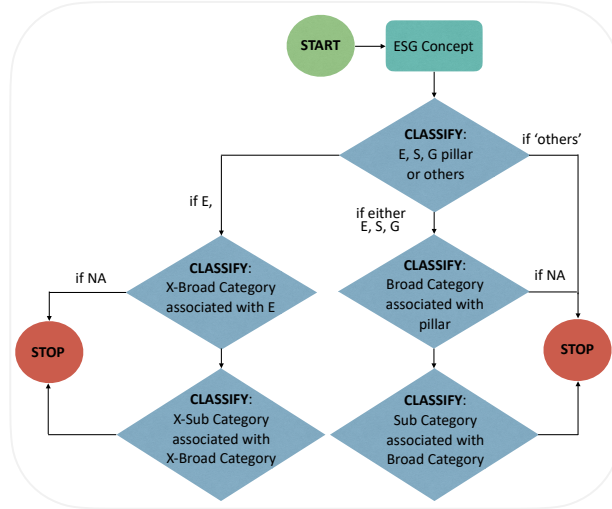 START
ESG Concept
CLASSIFY:
E, S, G pillar
or others
if ‘others’
if E,
if either
E, S, G
CLASSIFY:
X-Broad Category
associated with E
if NA
CLASSIFY:
Broad Category
associated with
pillar
if NA
STOP
STOP
CLASSIFY:
X-Sub Category
associated with
X-Broad Category
CLASSIFY:
Sub Category
associated with
Broad Category